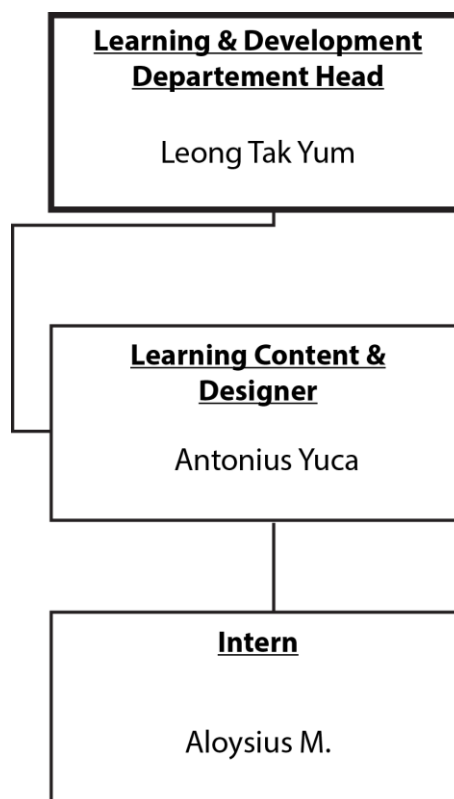 Learning & Development
Departement Head
Leong Tak Yum
Learning Content &
Designer
Antonius Yuca
Intern
Aloysius M.